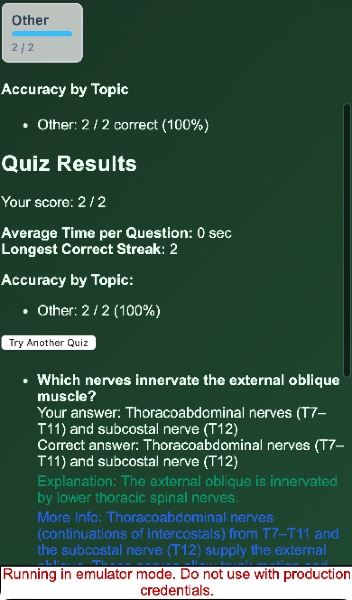 Other
2 / 2
Accuracy by Topic
• Other: 2 / 2 correct (100%)
Quiz Results
Your score: 2 / 2
Average Time per Question: 0 sec
Longest Correct Streak: 2
Accuracy by Topic:
• Other: 2 / 2 (100%)
Try Another Quiz
• Which nerves innervate the external oblique
muscle?
Your answer: Thoracoabdominal nerves (T7–
T11) and subcostal nerve (T12)
Correct answer: Thoracoabdominal nerves (T7–
T11) and subcostal nerve (T12)
Explanation: The external oblique is innervated
by lower thoracic spinal nerves.
More Info: Thoracoabdominal nerves
(continuations of intercostals) from T7–T11 and
the subcostal nerve (T12) supply the external
Running in emulator mode. Do not use with production
credentials.